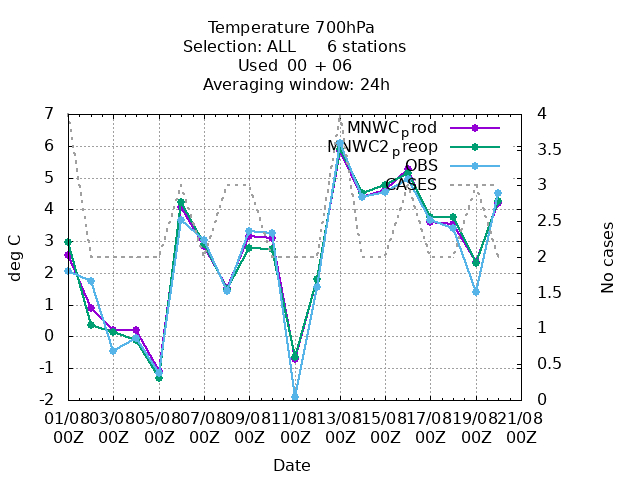 Temperature 700hPa
Selection: ALL      6 stations
Used  00 + 06
Averaging window: 24h
MNWC_prod
MNWC2_preop
OBS
CASES
7
6
5
4
3
2
1
0
-1
-2
deg C
4
3.5
3
2.5
2
1.5
1
0.5
0
No cases
01/08 03/08 05/08 07/08 09/08 11/08 13/08 15/08 17/08 19/08 21/08
00Z 00Z 00Z 00Z 00Z 00Z 00Z 00Z 00Z 00Z 00Z
Date